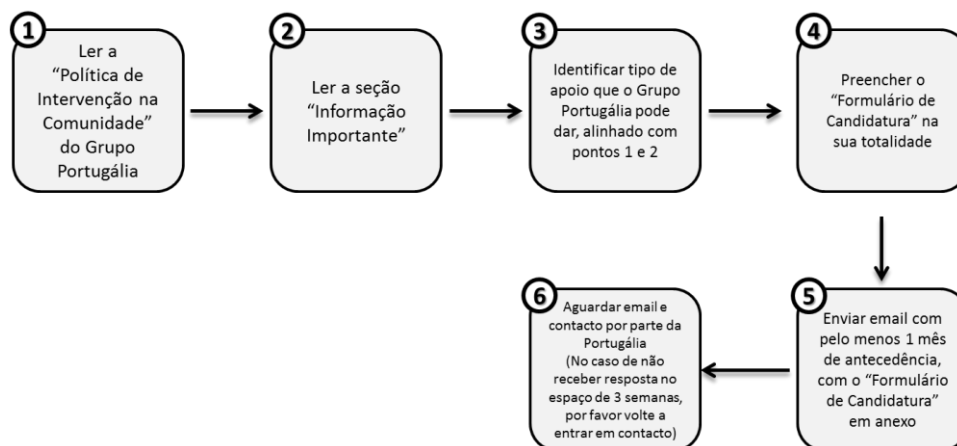 1
Ler a
“Política de
Intervenção na
Comunidade”
do Grupo
Portugália
2
Ler a seção
“Informação
Importante”
3
Identificar tipo de
apoio que o Grupo
Portugália pode
dar, alinhado com
pontos 1 e 2
4
Preencher o
“Formulário de
Candidatura” na
sua totalidade
5
Enviar email com
pelo menos 1 mês
de antecedência,
com o “Formulário
de Candidatura”
em anexo
6
Aguardar email e
contacto por parte da
Portugália
(No caso de não
receber resposta no
espaço de 3 semanas,
por favor volte a
entrar em contacto)